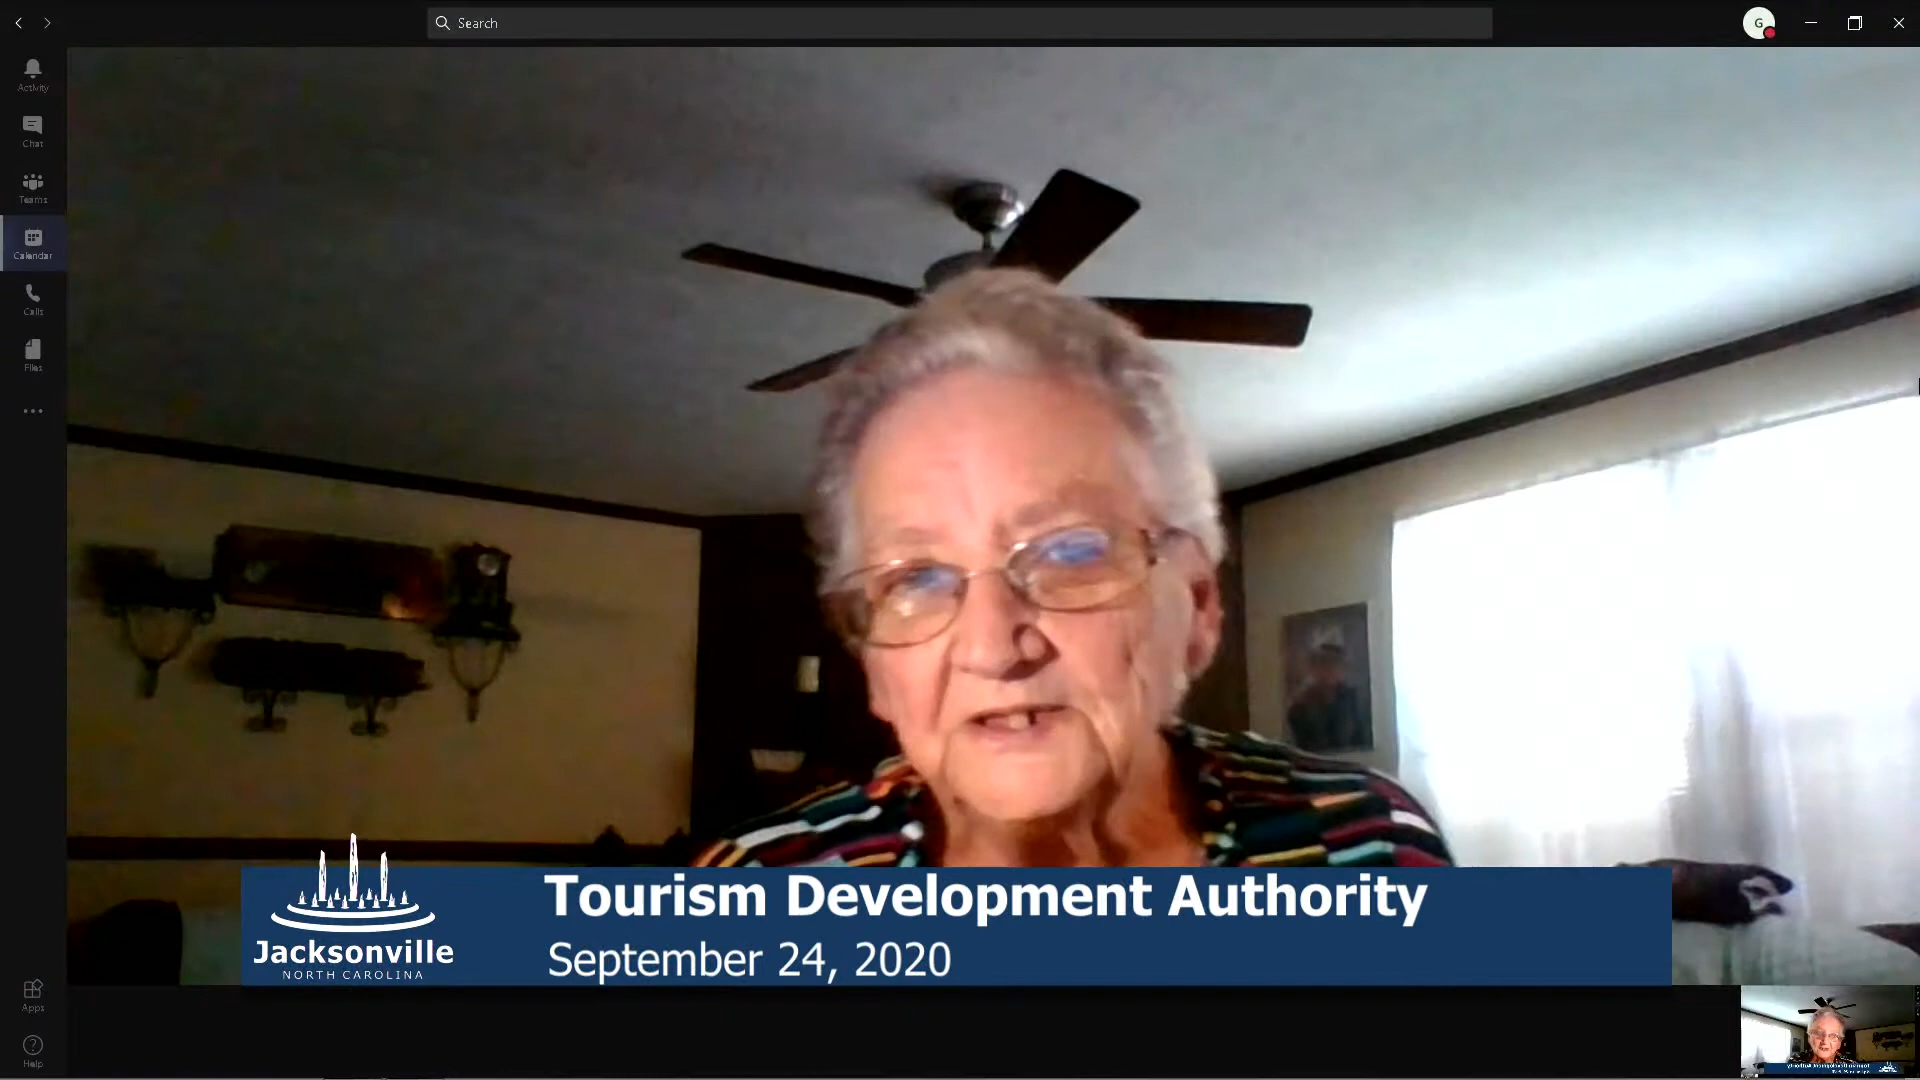 Search
G
Activity
Chat
Teams
Calendar
Calls
Files
Apps
Help
Tourism Development Authority
September 24, 2020
Jacksonville
NORTH CAROLINA